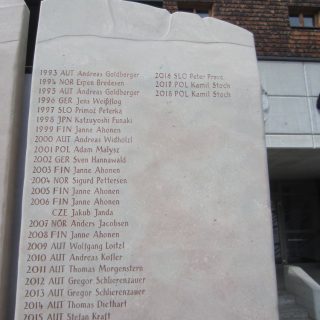 1993 AUT Andreas Goldberger
1994 NOR Espen Bredesen
1995 AUT Andreas Goldberger
1996 GER Jens Weißflog
1997 SLO Primoz Peterka
1998 JPN Kazuyoshi Funaki
1999 FIN Janne Ahonen
2000 AUT Andreas Widhölzl
2001 POL Adam Malysz
2002 GER Sven Hannawald
2003 FIN Janne Ahonen
2004 NOR Sigurd Pettersen
2005 FIN Janne Ahonen
2006 FIN Janne Ahonen
CZE Jakub Janda
2007 NOR Anders Jacobsen
2008 FIN Janne Ahonen
2009 AUT Wolfgang Loitzl
2010 AUT Andreas Kofler
2011 AUT Thomas Morgenstern
2012 AUT Gregor Schlierenzauer
2013 AUT Gregor Schlierenzauer
2014 AUT Thomas Diethart
2015 AUT Stefan Kraft
2016 SLO Peter Prevc
2017 POL Kamil Stoch
2018 POL Kamil Stoch